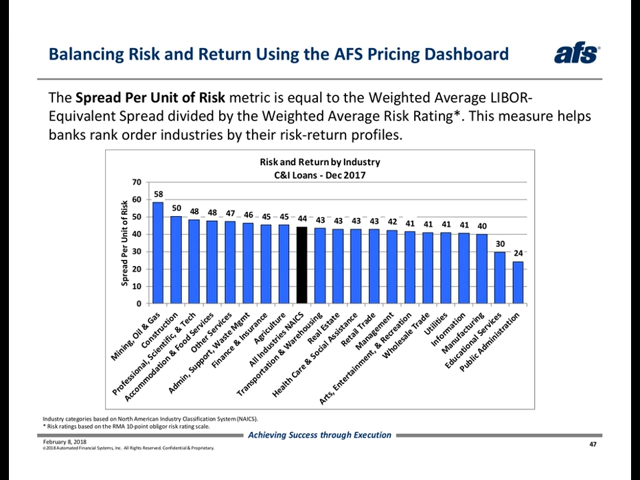 Balancing Risk and Return Using the AFS Pricing Dashboard
afs
The Spread Per Unit of Risk metric is equal to the Weighted Average LIBOR-
Equivalent Spread divided by the Weighted Average Risk Rating*. This measure helps
banks rank order industries by their risk-return profiles.
Risk and Return by Industry
C&I Loans - Dec 2017
Spread Per Unit of Risk
70
60
50
40
30
20
10
0
58
50
48
48
47
46
45
45
44
43
43
43
43
42
41
41
41
41
40
30
24
Mining, Oil & Gas
Construction
Professional, Scientific, & Tech
Accommodation & Food Services
Other Services
Admin, Support, Waste Mgmt
Finance & Insurance
Agriculture
All Industries NAICS
Transportation & Warehousing
Real Estate
Health Care & Social Assistance
Retail Trade
Management
Arts, Entertainment, & Recreation
Wholesale Trade
Utilities
Information
Manufacturing
Educational Services
Public Administration
Industry categories based on North American Industry Classification System (NAICS).
* Risk ratings based on the RMA 10-point obligor risk rating scale.
Achieving Success through Execution
February 8, 2018
©2018 Automated Financial Systems, Inc. All Rights Reserved. Confidential & Proprietary.
47